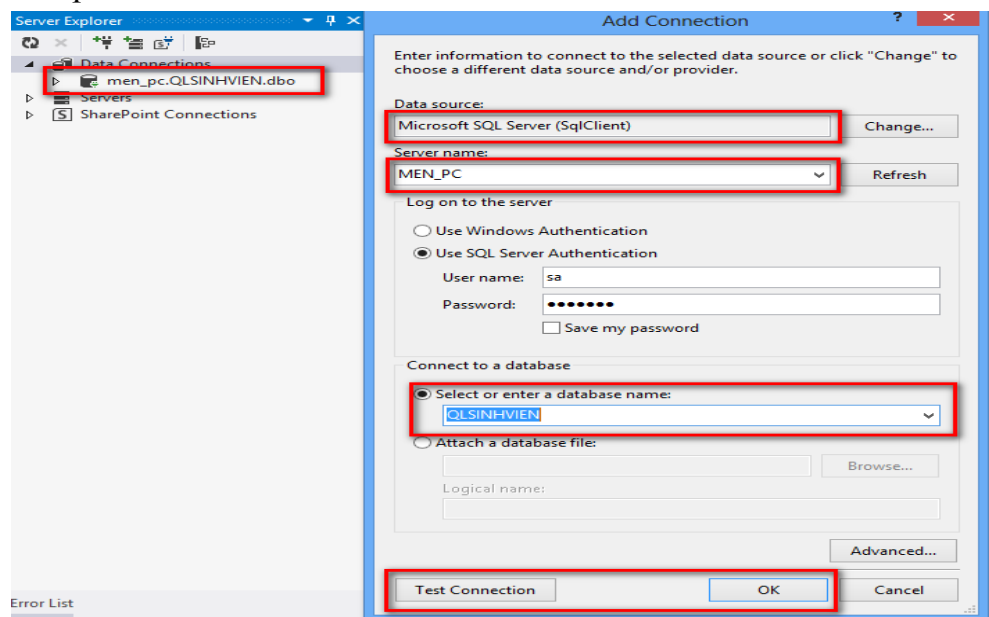 Server Explorer
Data Connections
men_pc.QLSINHVIEN.dbo
Servers
SharePoint Connections
Error List
Add Connection
Enter information to connect to the selected data source or click "Change" to
choose a different data source and/or provider.
Data source:
Microsoft SQL Server (SqlClient)
Change...
Server name:
MEN_PC
Refresh
Log on to the server
Use Windows Authentication
Use SQL Server Authentication
User name:
sa
Password:
•••••••
Save my password
Connect to a database
Select or enter a database name:
QLSINHVIEN
Attach a database file:
Browse...
Logical name:
Advanced...
Test Connection
OK
Cancel